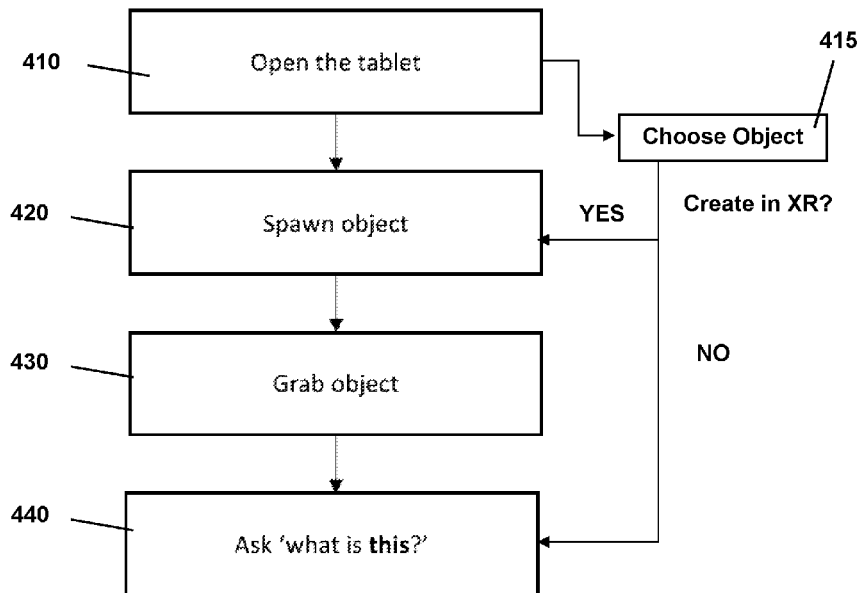 415
410
Open the tablet
Choose Object
Create in XR?
420
Spawn object
YES
430
Grab object
NO
440
Ask ‘what is this?’